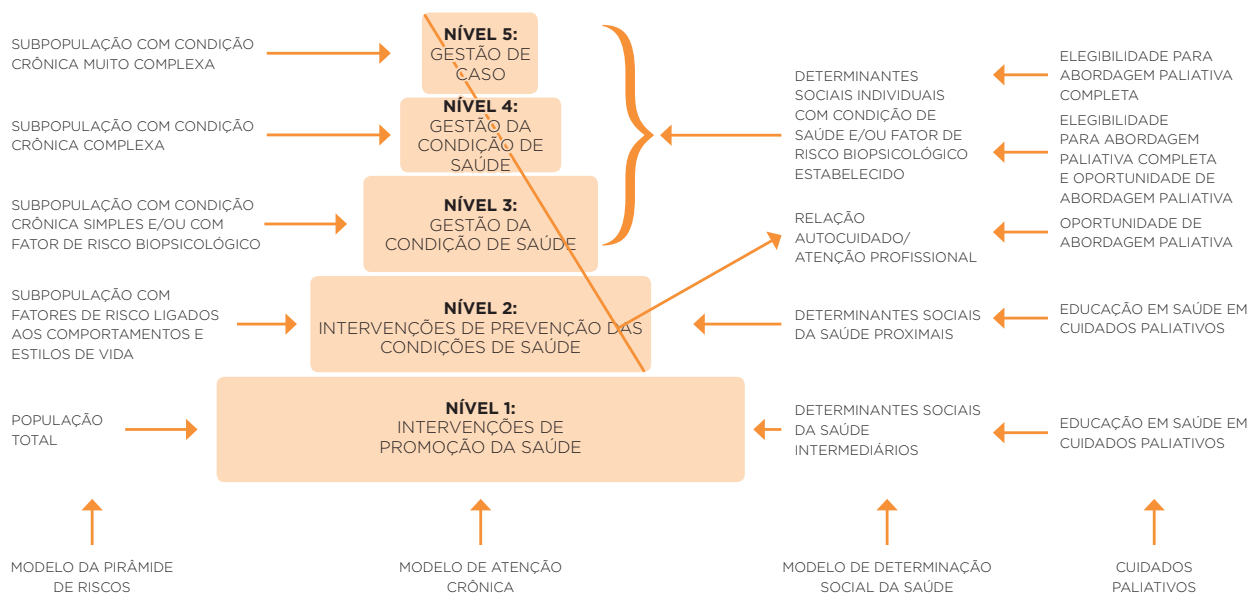 SUBPOPULAÇÃO COM CONDIÇÃO
CRÔNICA MUITO COMPLEXA
SUBPOPULAÇÃO COM CONDIÇÃO
CRÔNICA COMPLEXA
SUBPOPULAÇÃO COM CONDIÇÃO
CRÔNICA SIMPLES E/OU COM
FATOR DE RISCO BIOPSICOLÓGICO
SUBPOPULAÇÃO COM
FATORES DE RISCO LIGADOS
AOS COMPORTAMENTOS E
ESTILOS DE VIDA
POPULAÇÃO
TOTAL
MODELO DA PIRÂMIDE
DE RISCOS
NÍVEL 5:
GESTÃO DE
CASO
NÍVEL 4:
GESTÃO DA
CONDIÇÃO DE
SAÚDE
NÍVEL 3:
GESTÃO DA
CONDIÇÃO DE SAÚDE
NÍVEL 2:
INTERVENÇÕES DE PREVENÇÃO DAS
CONDIÇÕES DE SAÚDE
NÍVEL 1:
INTERVENÇÕES DE
PROMOÇÃO DA SAÚDE
MODELO DE ATENÇÃO
CRÔNICA
DETERMINANTES
SOCIAIS INDIVIDUAIS
COM CONDIÇÃO DE
SAÚDE E/OU FATOR DE
RISCO BIOPSICOLÓGICO
ESTABELECIDO
RELAÇÃO
AUTOCUIDADO/
ATENÇÃO PROFISSIONAL
DETERMINANTES SOCIAIS
DA SAÚDE PROXIMAIS
DETERMINANTES SOCIAIS
DA SAÚDE
INTERMEDIÁRIOS
MODELO DE DETERMINAÇÃO
SOCIAL DA SAÚDE
ELEGIBILIDADE PARA
ABORDAGEM PALIATIVA
COMPLETA
ELEGIBILIDADE
PARA ABORDAGEM
PALIATIVA COMPLETA
E OPORTUNIDADE DE
ABORDAGEM PALIATIVA
OPORTUNIDADE DE
ABORDAGEM PALIATIVA
EDUCAÇÃO EM SAÚDE EM
CUIDADOS PALIATIVOS
EDUCAÇÃO EM SAÚDE EM
CUIDADOS PALIATIVOS
CUIDADOS
PALIATIVOS